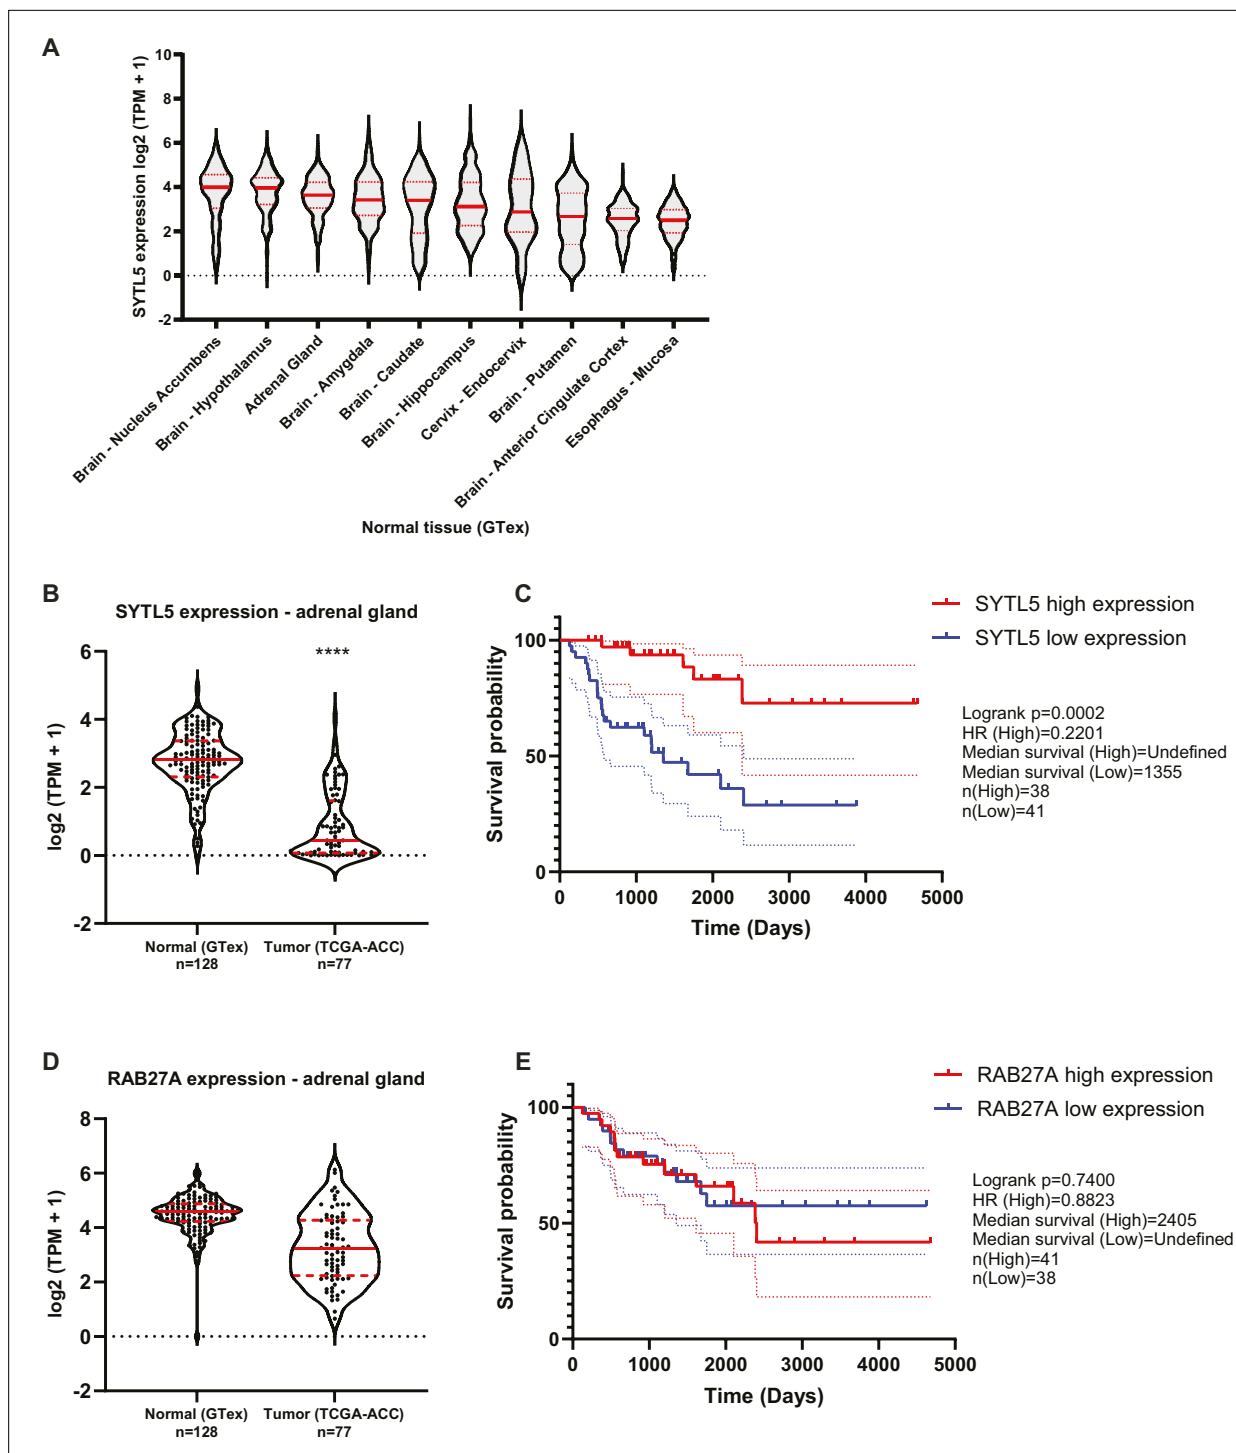 A
SYTL5 expression log2 (TPM + 1)
10
8
6
4
2
0
-2
Brain - Nucleus Accumbens
Brain - Hypothalamus
Adrenal Gland
Brain - Amygdala
Brain - Caudate
Brain - Hippocampus
Cervix - Endocervix
Brain - Putamen
Brain - Anterior Cingulate Cortex
Esophagus - Mucosa
Normal tissue (GTex)
B
SYTL5 expression - adrenal gland
log2 (TPM + 1)
6
4
2
0
-2
****
Normal (GTex)
n=128
Tumor (TCGA-ACC)
n=77
C
SYTL5 high expression
SYTL5 low expression
Survival probability
100
50
0
0 1000 2000 3000 4000 5000
Time (Days)
Logrank p=0.0002
HR (High)=0.2201
Median survival (High)=Undefined
Median survival (Low)=1355
n(High)=38
n(Low)=41
D
RAB27A expression - adrenal gland
log2 (TPM + 1)
8
6
4
2
0
-2
Normal (GTex)
n=128
Tumor (TCGA-ACC)
n=77
E
RAB27A high expression
RAB27A low expression
Survival probability
100
50
0
0 1000 2000 3000 4000 5000
Time (Days)
Logrank p=0.7400
HR (High)=0.8823
Median survival (High)=2405
Median survival (Low)=Undefined
n(High)=41
n(Low)=38